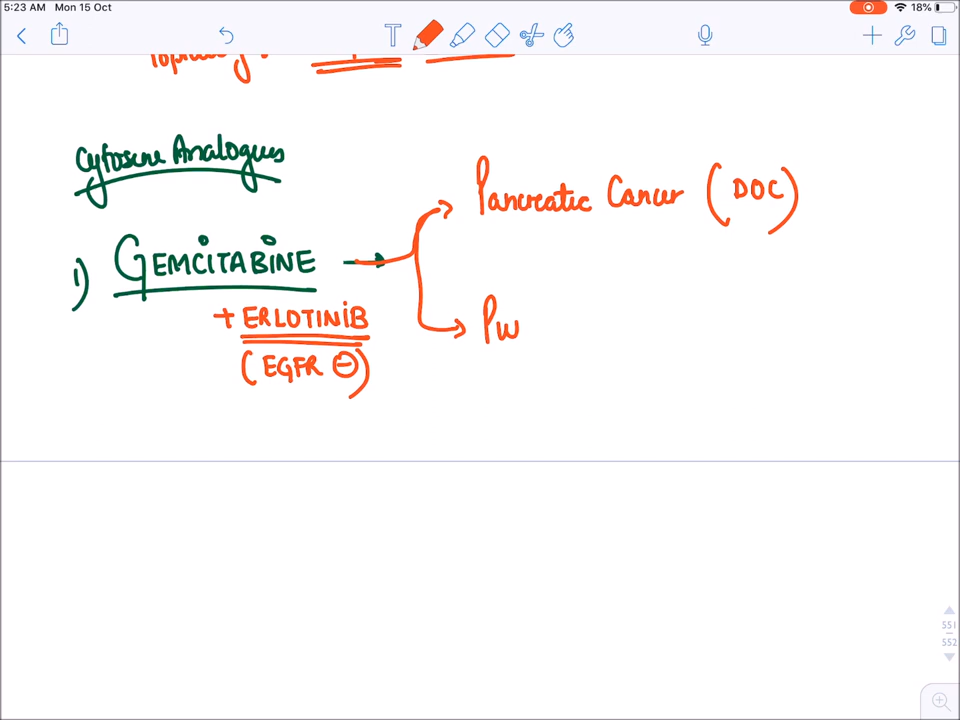 5:23 AM Mon 15 Oct
18%
T
Cytosine Analogues
Pancreatic Cancer (DOC)
1) GEMCITABINE
+ ERLOTINIB
Pw
(EGFR ⊖)
551
552